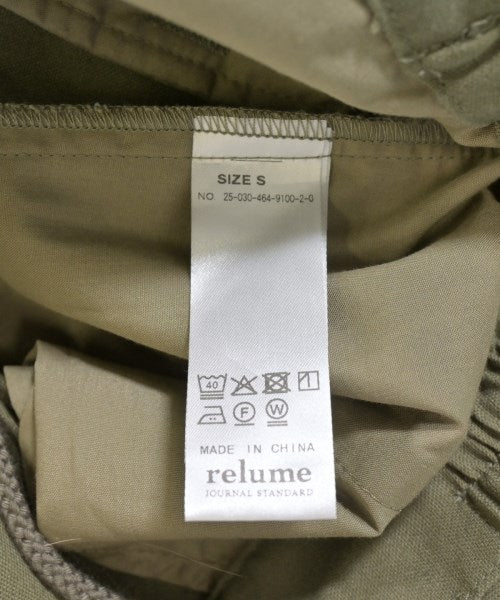 SIZE S
NO 25-030-464-9100-2-0
40
F W
MADE IN CHINA
relume
JOURNAL STANDARD